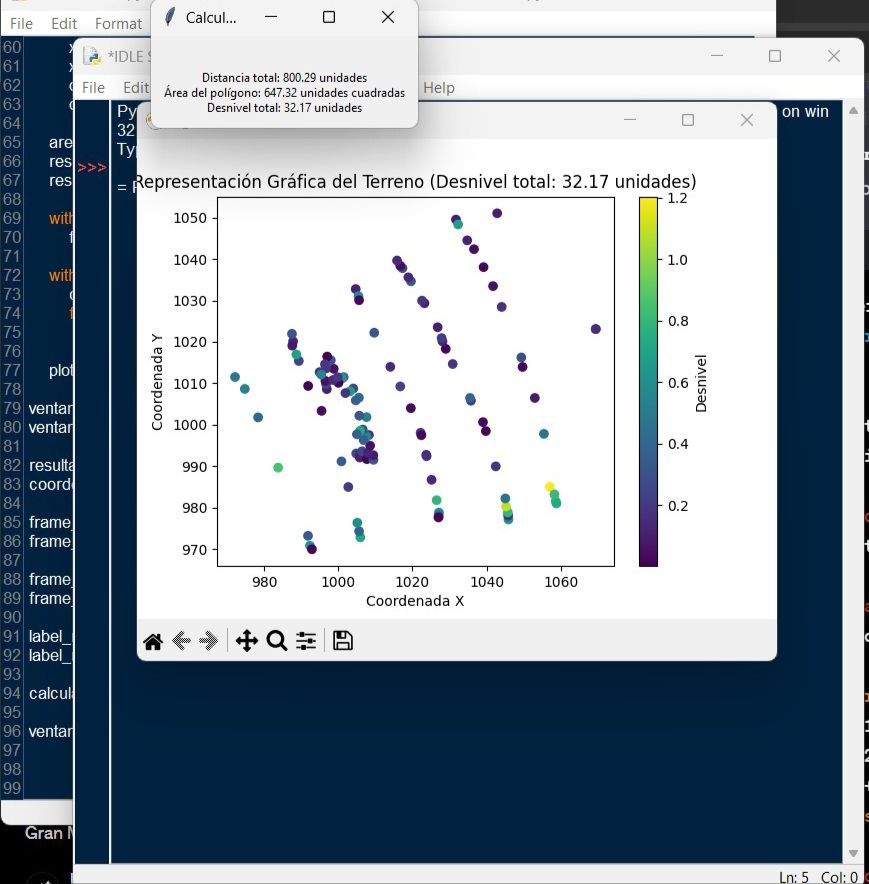 File Edit Format
Calcul...
*IDLE S
File Edit Help
Distancia total: 800.29 unidades
Área del polígono: 647.32 unidades cuadradas
Desnivel total: 32.17 unidades
Py on win
32
Ty
>>>
= R
Representación Gráfica del Terreno (Desnivel total: 32.17 unidades)
1050
1040
1030
1020
1010
1000
990
980
970
Coordenada Y
980 1000 1020 1040 1060
Coordenada X
1.2
1.0
0.8
0.6
0.4
0.2
Desnivel
60
61
62
63
64
65 are
66 res
67 res
68
69 with
70 f
71
72 with
73
74 f
75
76
77 plot
78
79 ventar
80 ventar
81
82 resulta
83 coorde
84
85 frame_
86 frame_
87
88 frame_
89 frame_
90
91 label_
92 label_
93
94 calcula
95
96 ventar
97
98
99
Gran M
Ln: 5 Col: 0